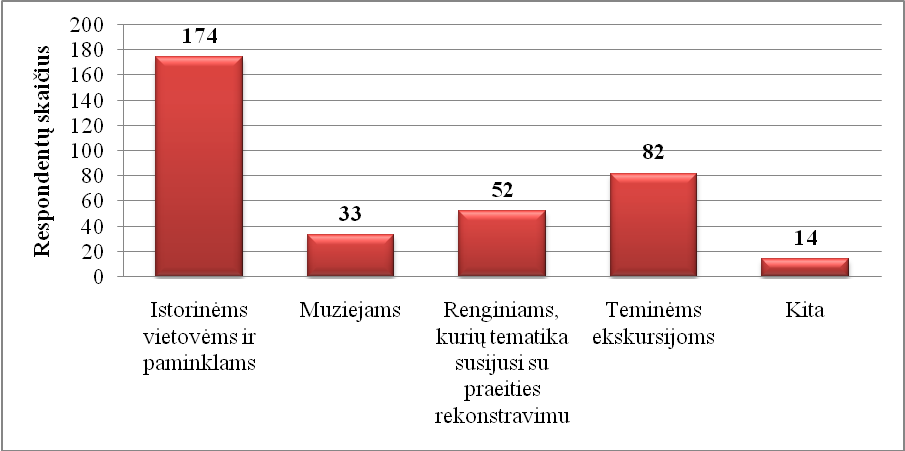 Respondentų skaičius
200
180
160
140
120
100
80
60
40
20
0
174
33
52
82
14
Istorinėms
vietovėms ir
paminklams
Muziejams
Renginiams,
kurių tematika
susijusi su
praeities
rekonstravimu
Teminėms
ekskursijoms
Kita